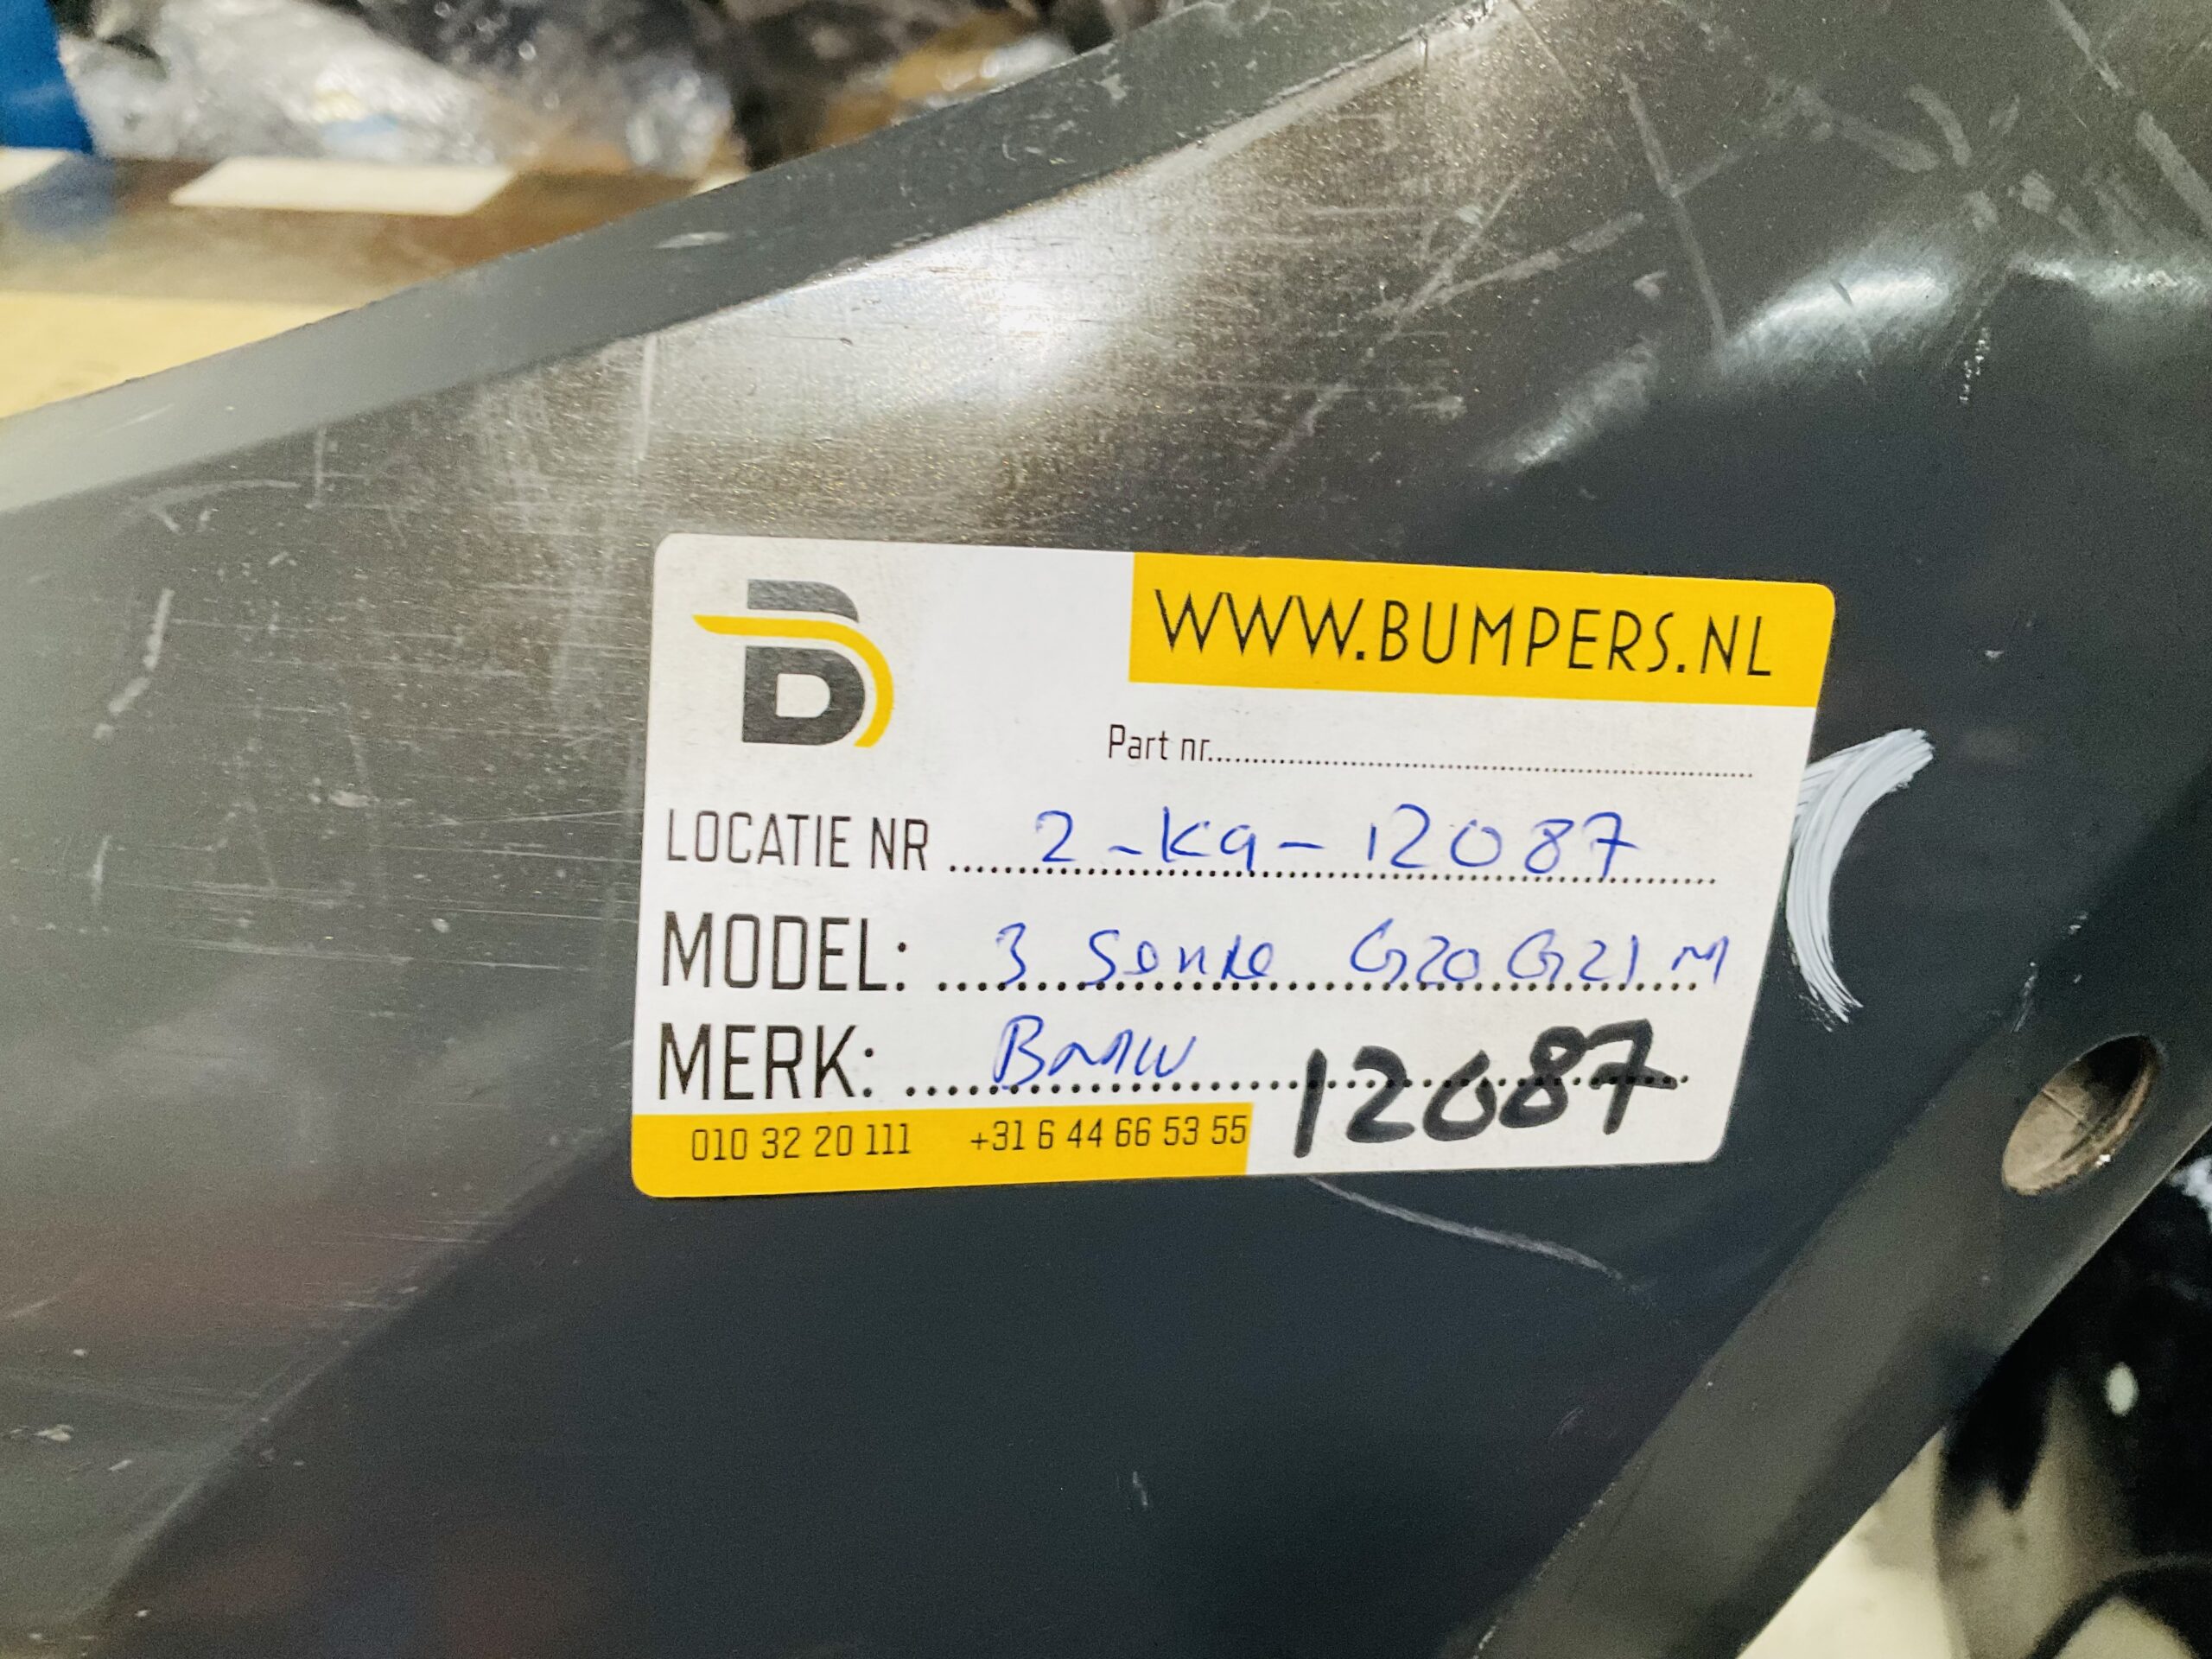 WWW.BUMPERS.NL
Part nr..............................
LOCATIE NR ..... 2-K9-12087
MODEL: ... 3 Serie G20 G21 M
MERK: ... BMW
12087
010 32 20 111 +31 6 44 66 53 55